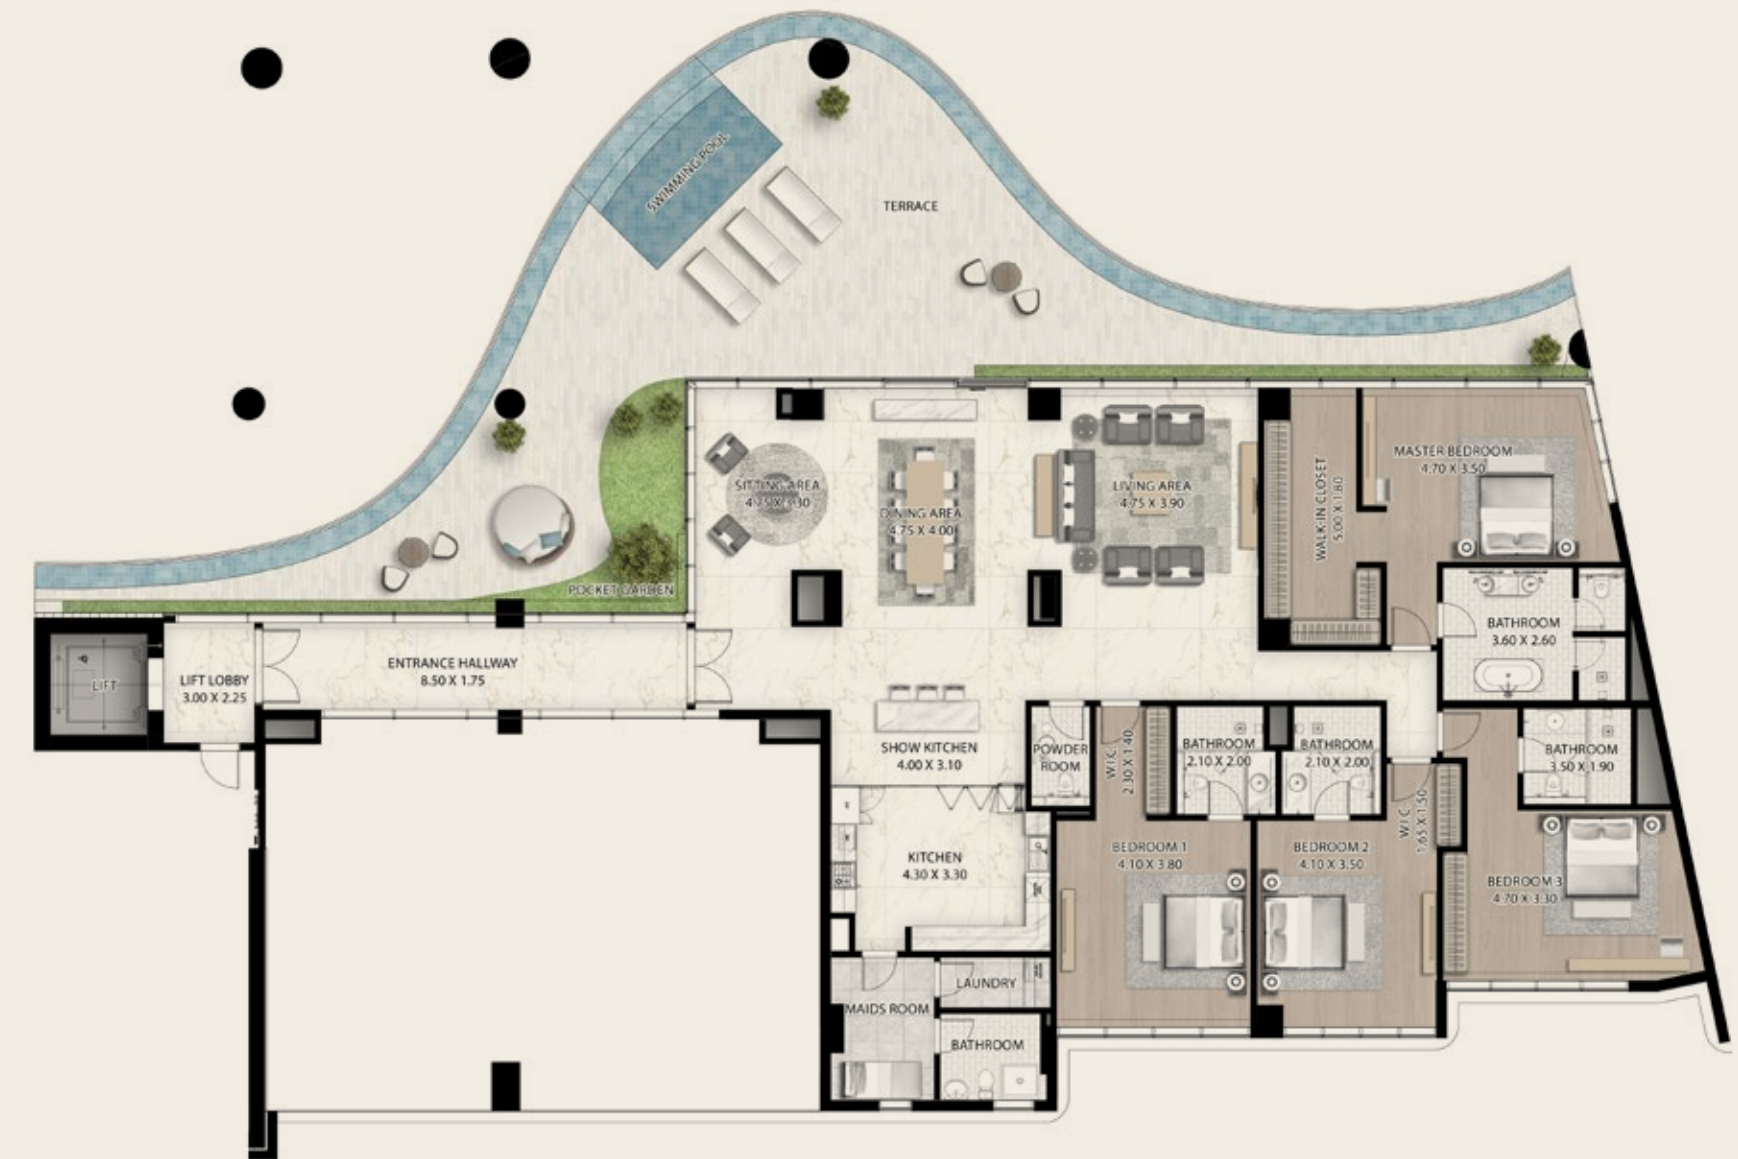 SWIMMING POOL
TERRACE
MASTER BEDROOM
4.70 X 3.50
WALK-IN CLOSET
5.00 X 1.80
SITTING AREA
4.75 X 3.30
DINING AREA
4.75 X 4.00
LIVING AREA
4.75 X 3.90
POCKET GARDEN
BATHROOM
3.60 X 2.60
LIFT
LIFT LOBBY
3.00 X 2.25
ENTRANCE HALLWAY
8.50 X 1.75
SHOW KITCHEN
4.00 X 3.10
POWDER
ROOM
W.I.C.
2.30 X 1.40
BATHROOM
2.10 X 2.00
BATHROOM
2.10 X 2.00
BATHROOM
3.50 X 1.90
W.I.C.
1.65 X 1.50
KITCHEN
4.30 X 3.30
BEDROOM 1
4.10 X 3.80
BEDROOM 2
4.10 X 3.50
BEDROOM 3
4.70 X 3.30
LAUNDRY
MAIDS ROOM
BATHROOM